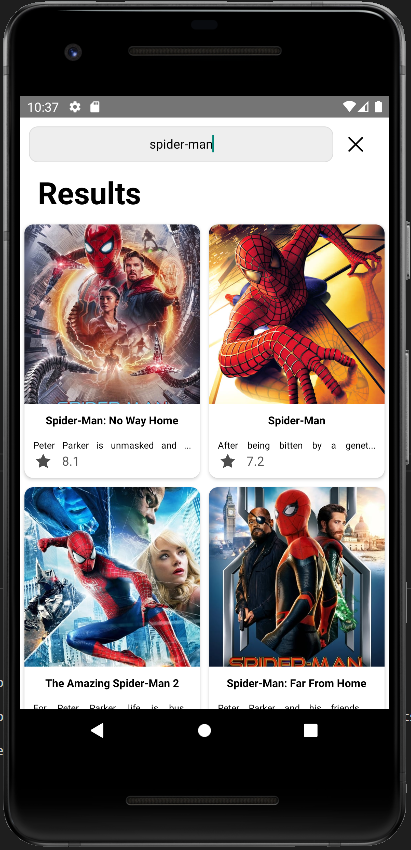 10:37
spider-man
Results
Spider-Man: No Way Home
Spider-Man
Peter Parker is unmasked and ...
After being bitten by a genet...
8.1
7.2
SPIDER-MAN
The Amazing Spider-Man 2
Spider-Man: Far From Home
For Peter Parker, life is bus...
Peter Parker and his friends ...